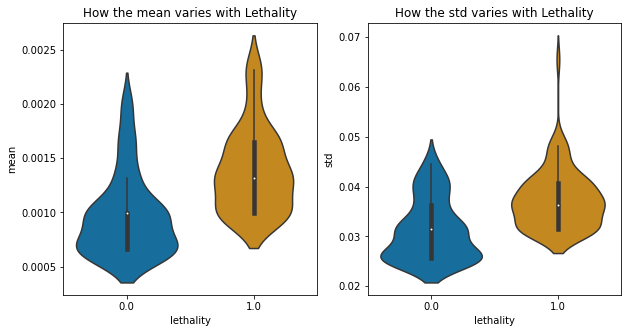 How the mean varies with Lethality
How the std varies with Lethality
0.0025
0.0020
0.0015
0.0010
0.0005
mean
0.0
1.0
lethality
0.07
0.06
0.05
0.04
0.03
0.02
std
0.0
1.0
lethality